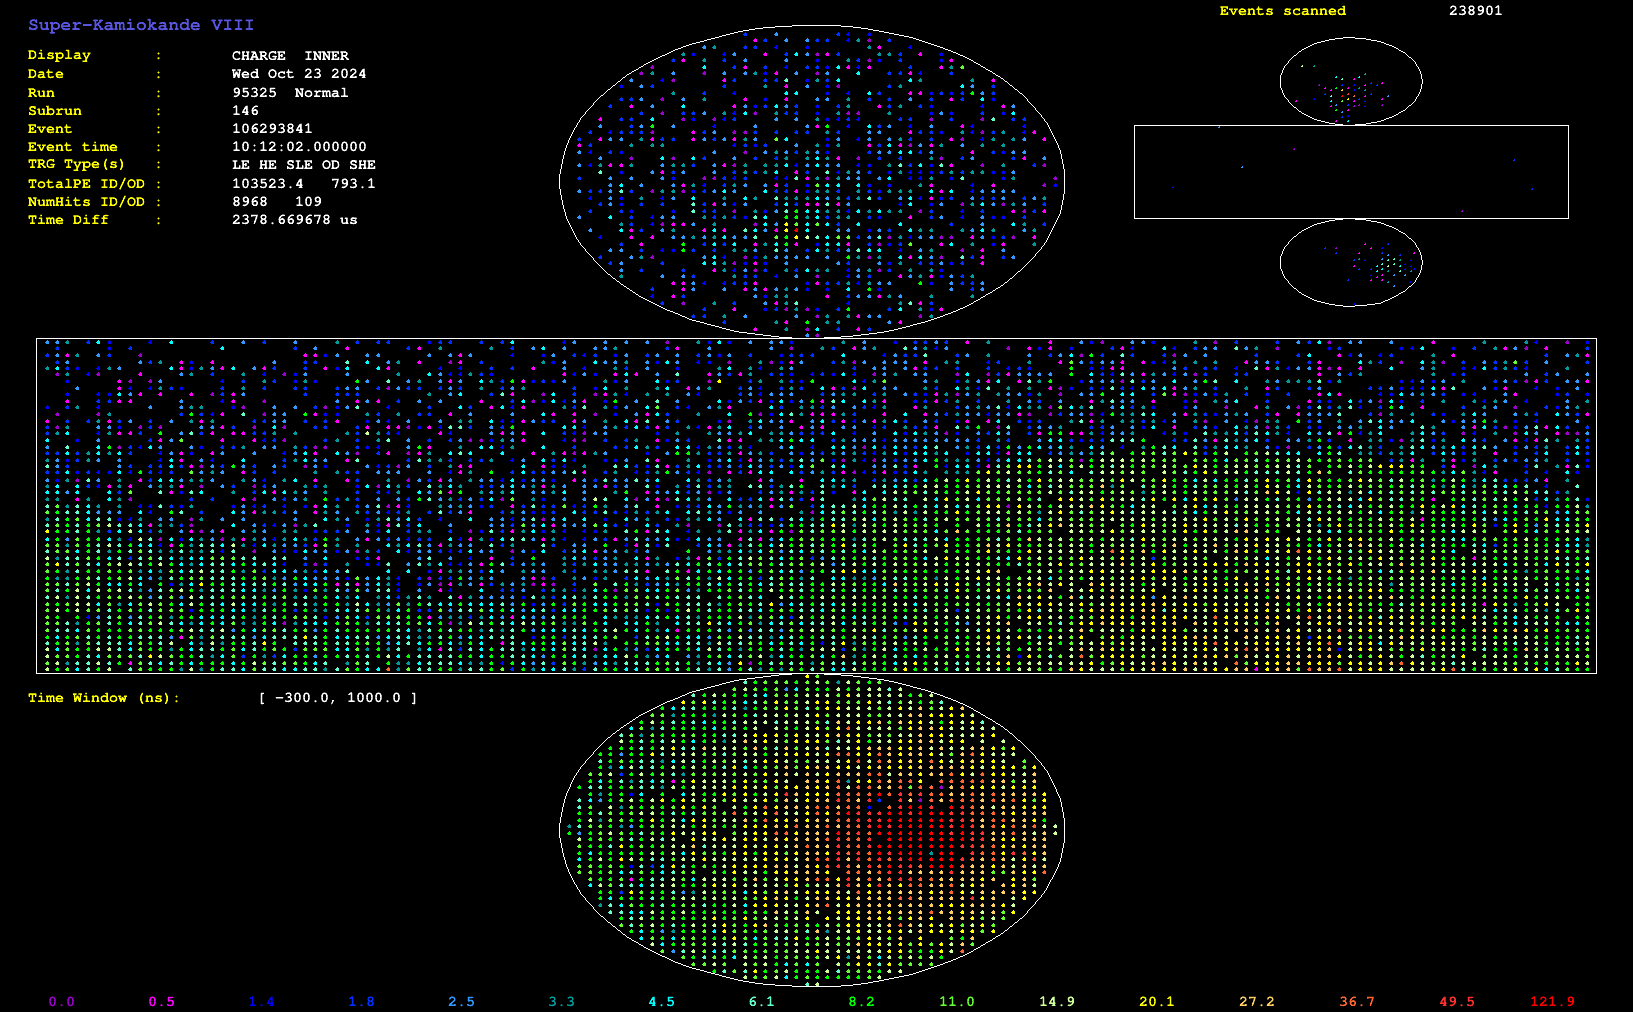 Super-Kamiokande VIII
Events scanned 238901
Display : CHARGE INNER
Date : Wed Oct 23 2024
Run : 95325 Normal
Subrun : 146
Event : 106293841
Event time : 10:12:02.000000
TRG Type(s) : LE HE SLE OD SHE
TotalPE ID/OD : 103523.4 793.1
NumHits ID/OD : 8968 109
Time Diff : 2378.669678 us
Time Window (ns): [ −300.0, 1000.0 ]
0.0 0.5 1.4 1.8 2.5 3.3 4.5 6.1 8.2 11.0 14.9 20.1 27.2 36.7 49.5 121.9